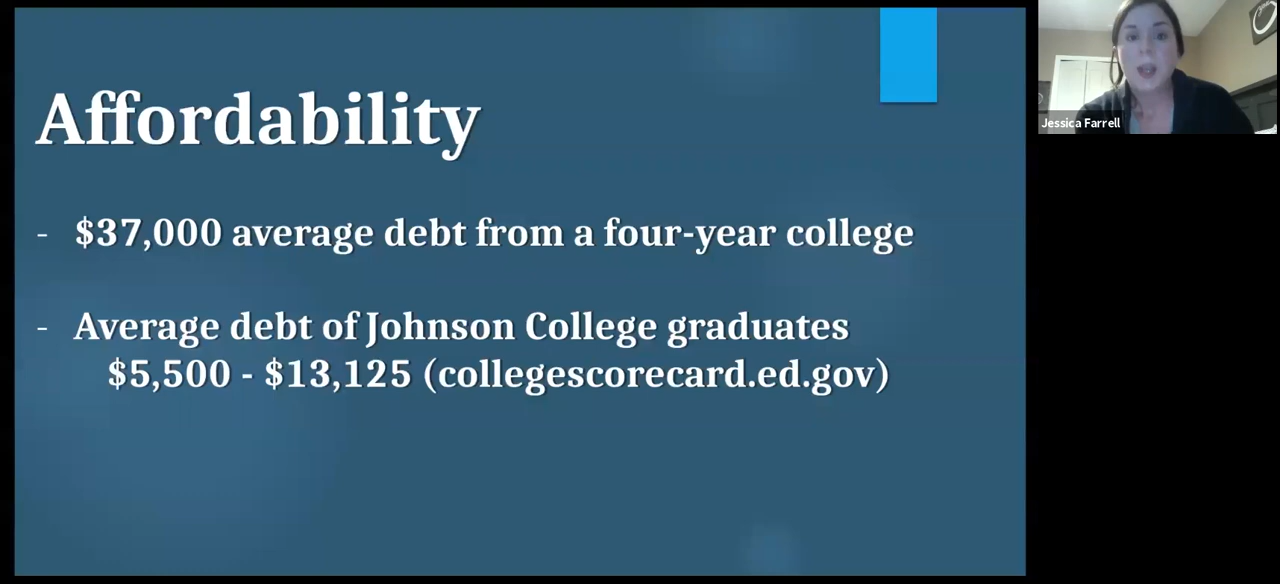 Affordability
- $37,000 average debt from a four-year college
- Average debt of Johnson College graduates
$5,500 - $13,125 (collegescorecard.ed.gov)
Jessica Farrell